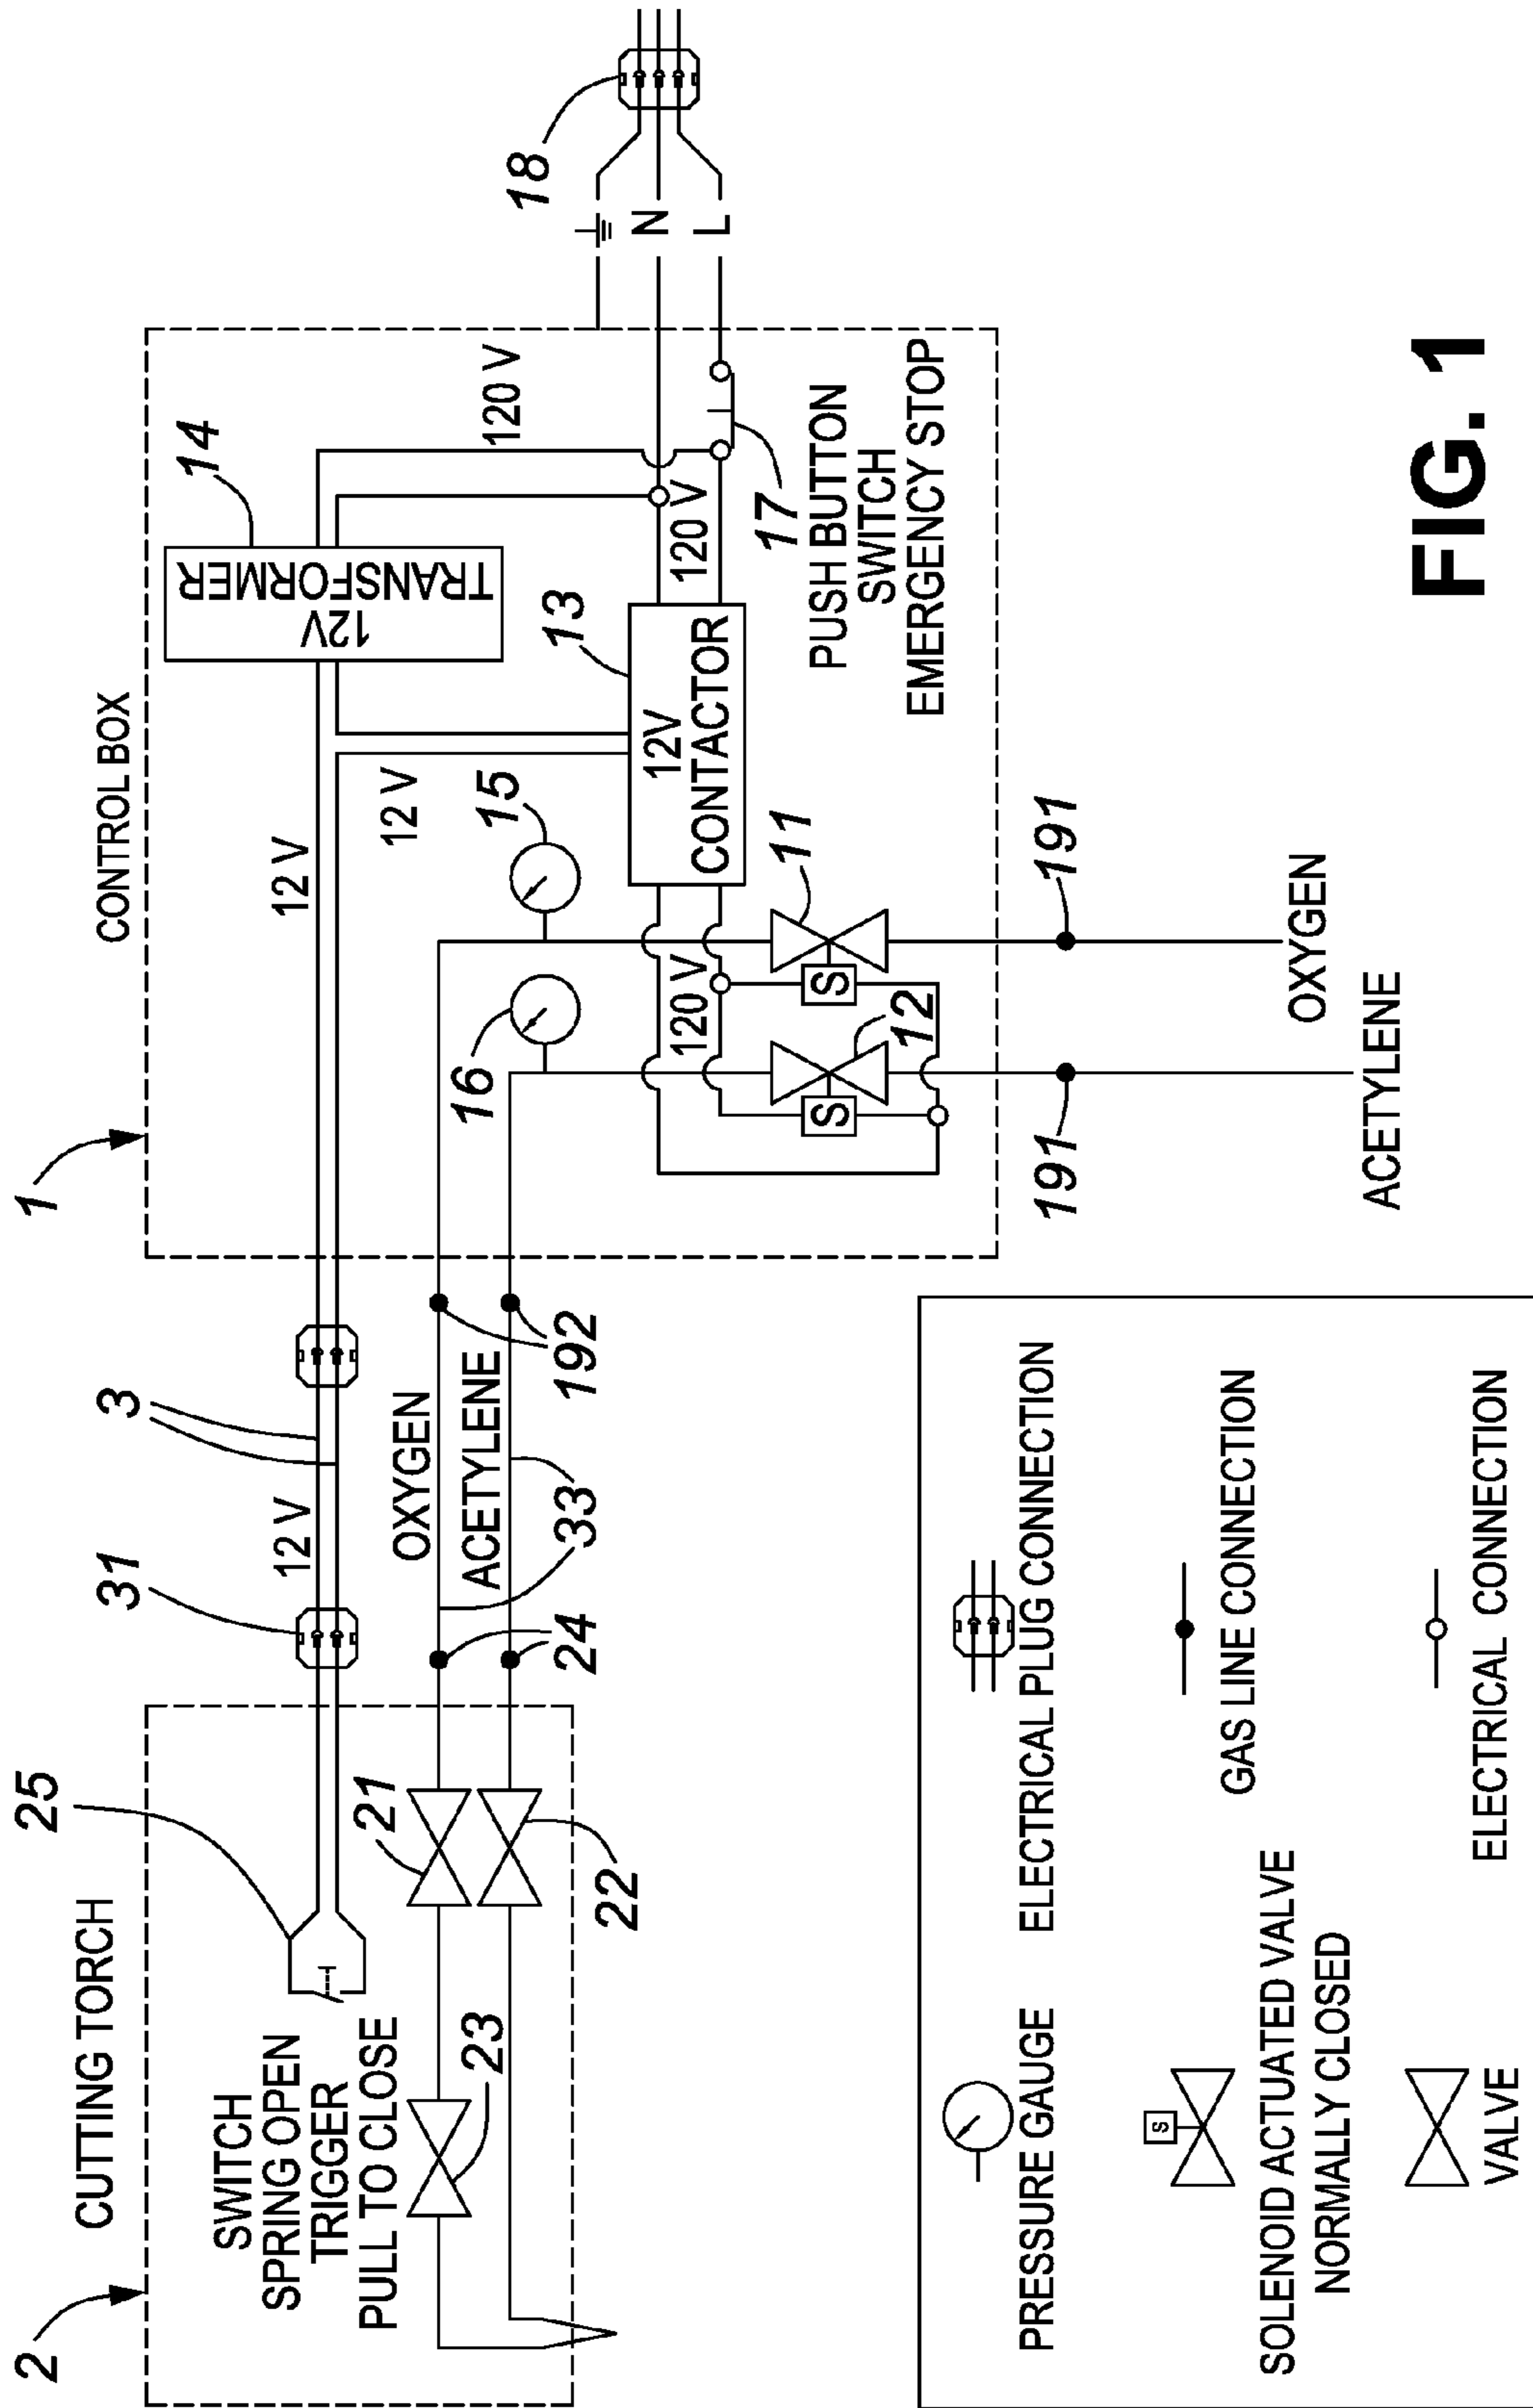 1
CONTROL BOX
14
12V
TRANSFORMER
120 V
12 V
12 V
15
16
13
12V
CONTACTOR
120 V
120 V
17
PUSH BUTTON
SWITCH
EMERGENCY STOP
18
N
L
11
S
12
S
191
191
OXYGEN
ACETYLENE
2
CUTTING TORCH
25
SWITCH
SPRING OPEN
TRIGGER
PULL TO CLOSE
21
22
23
31
12 V
3
OXYGEN
ACETYLENE
24
33
192
PRESSURE GAUGE
ELECTRICAL PLUG CONNECTION
S
SOLENOID ACTUATED VALVE
NORMALLY CLOSED
GAS LINE CONNECTION
VALVE
ELECTRICAL CONNECTION
FIG. 1